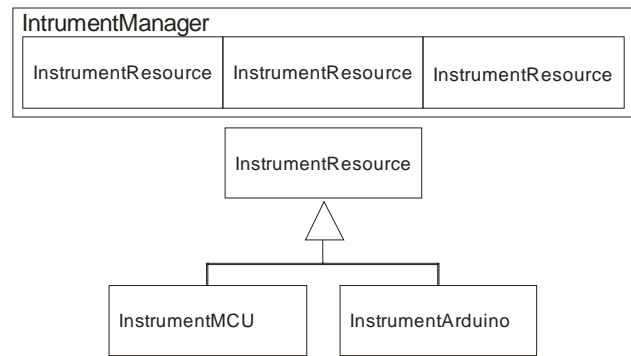 IntrumentManager
InstrumentResource InstrumentResource InstrumentResource
InstrumentResource
InstrumentMCU InstrumentArduino